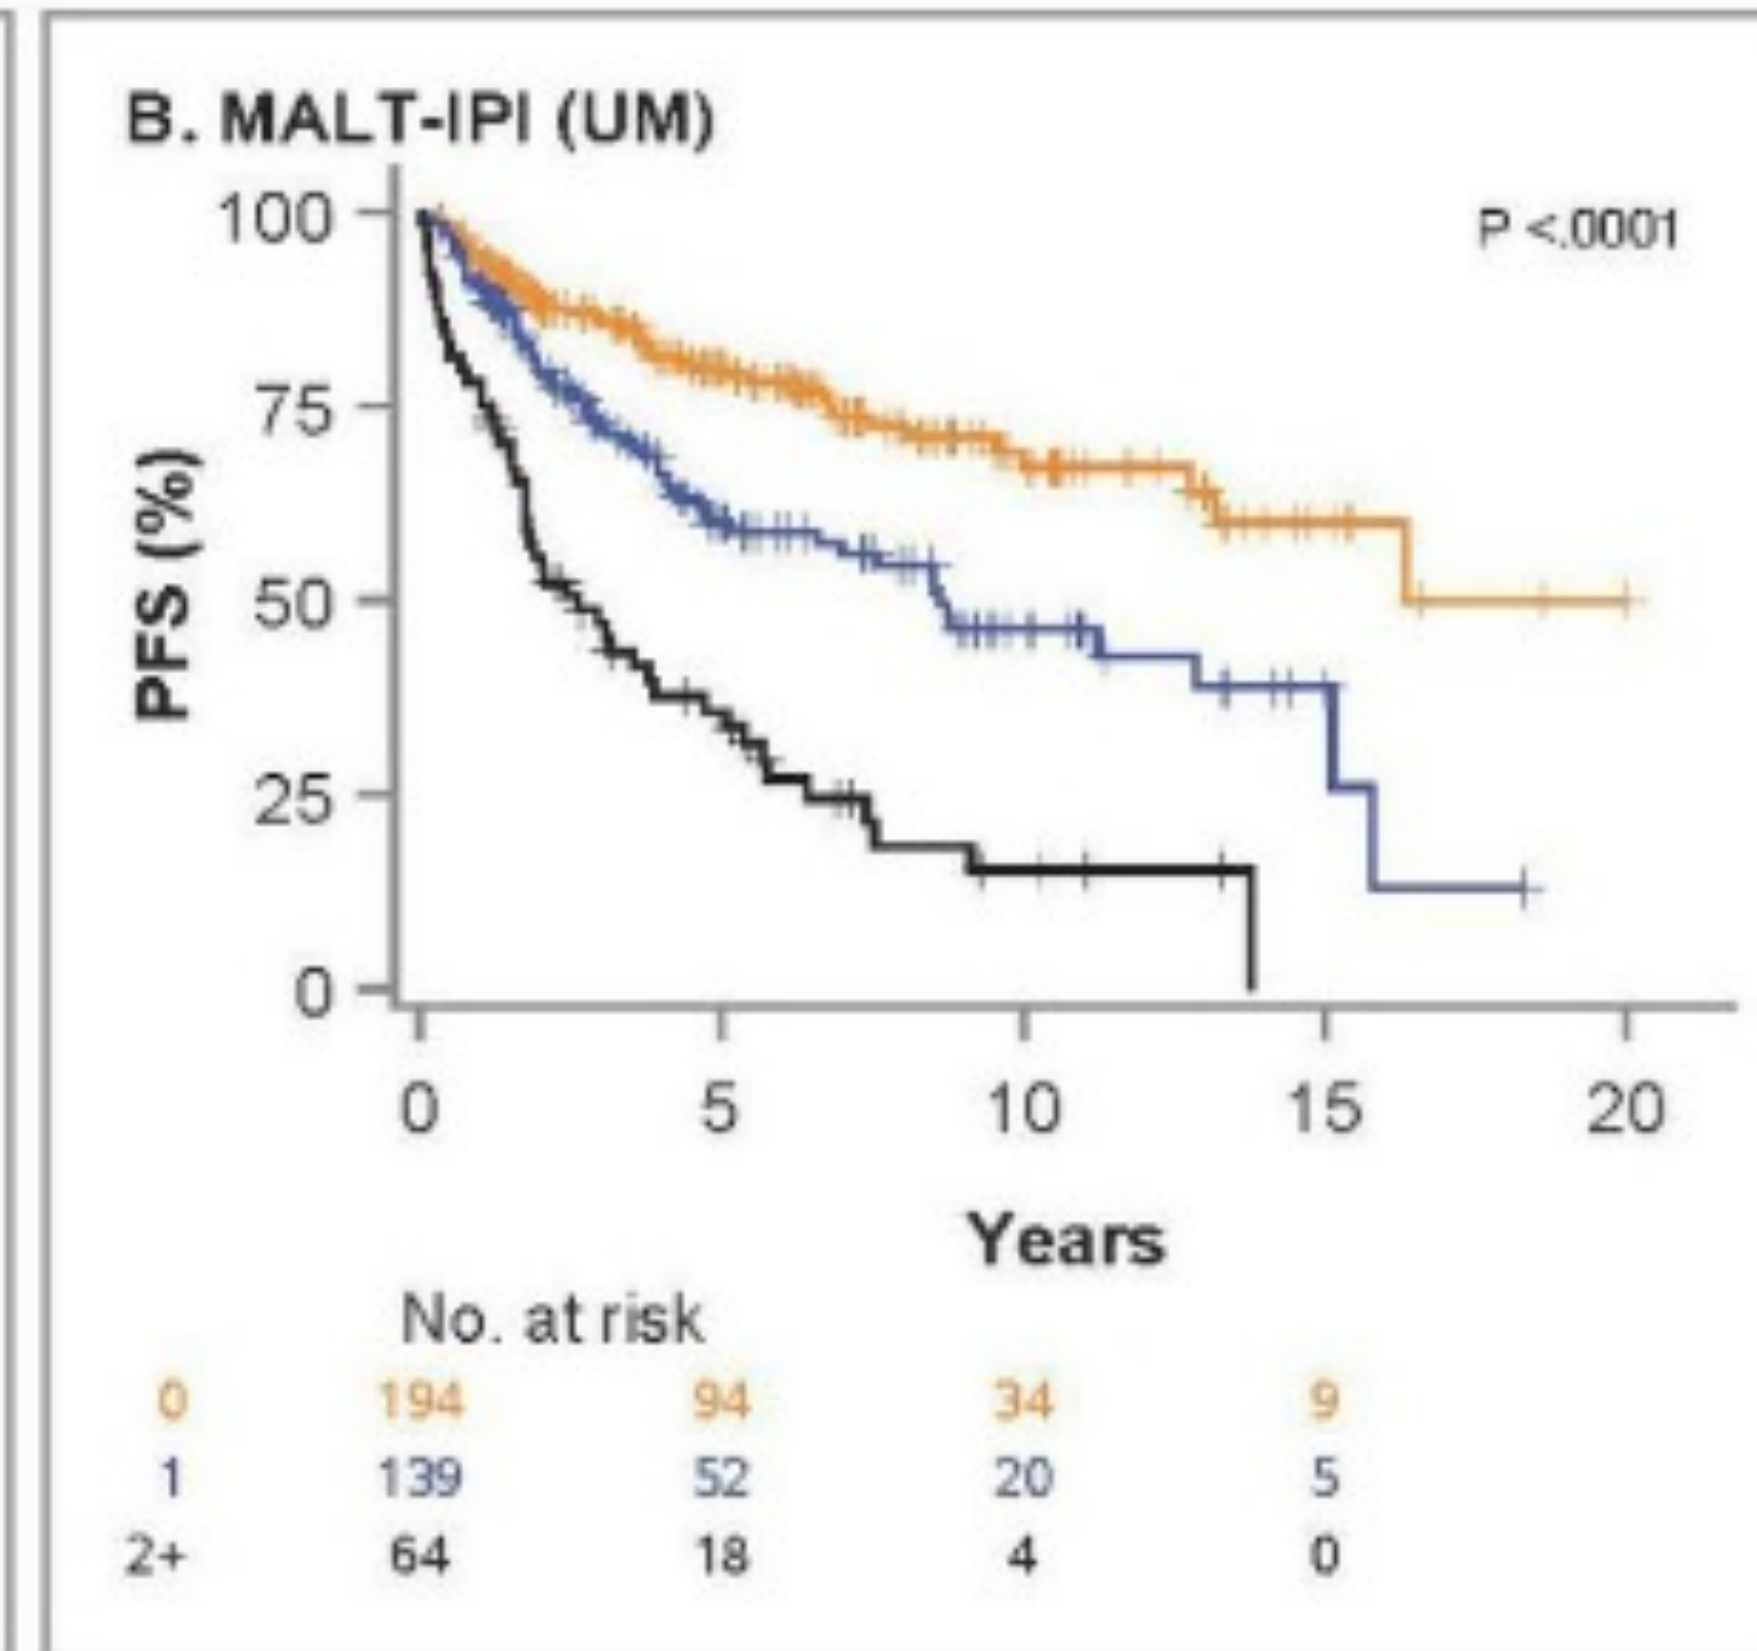 B. MALT-IPI (UM)
P <.0001
100
75
50
25
0
PFS (%)
0 5 10 15 20
Years
No. at risk
0 194 94 34 9
1 139 52 20 5
2+ 64 18 4 0